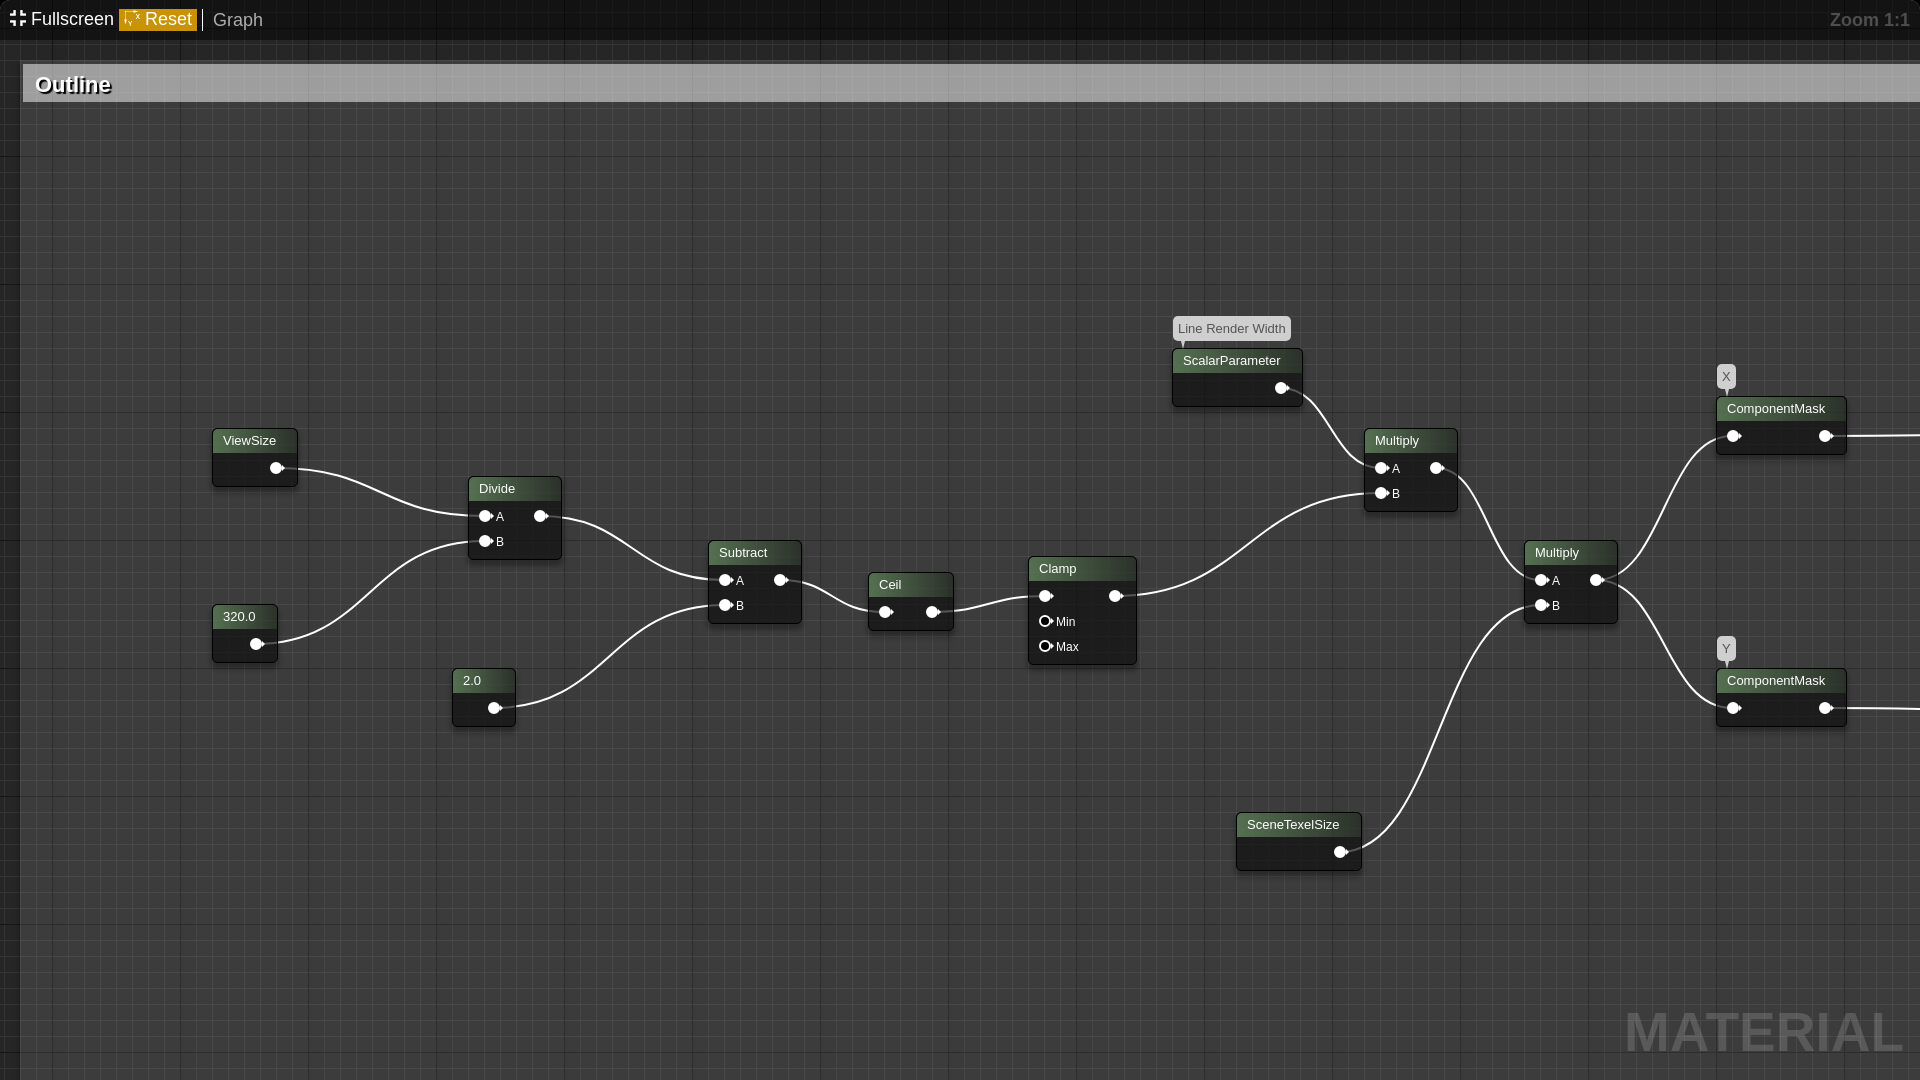 Fullscreen Reset Graph Zoom 1:1
Outline
Line Render Width
ScalarParameter
X
ComponentMask
ViewSize
Multiply
A
B
Divide
A
B
Subtract
A
B
Multiply
A
B
Clamp
Min
Max
Ceil
320.0
2.0
Y
ComponentMask
SceneTexelSize
MATERIAL